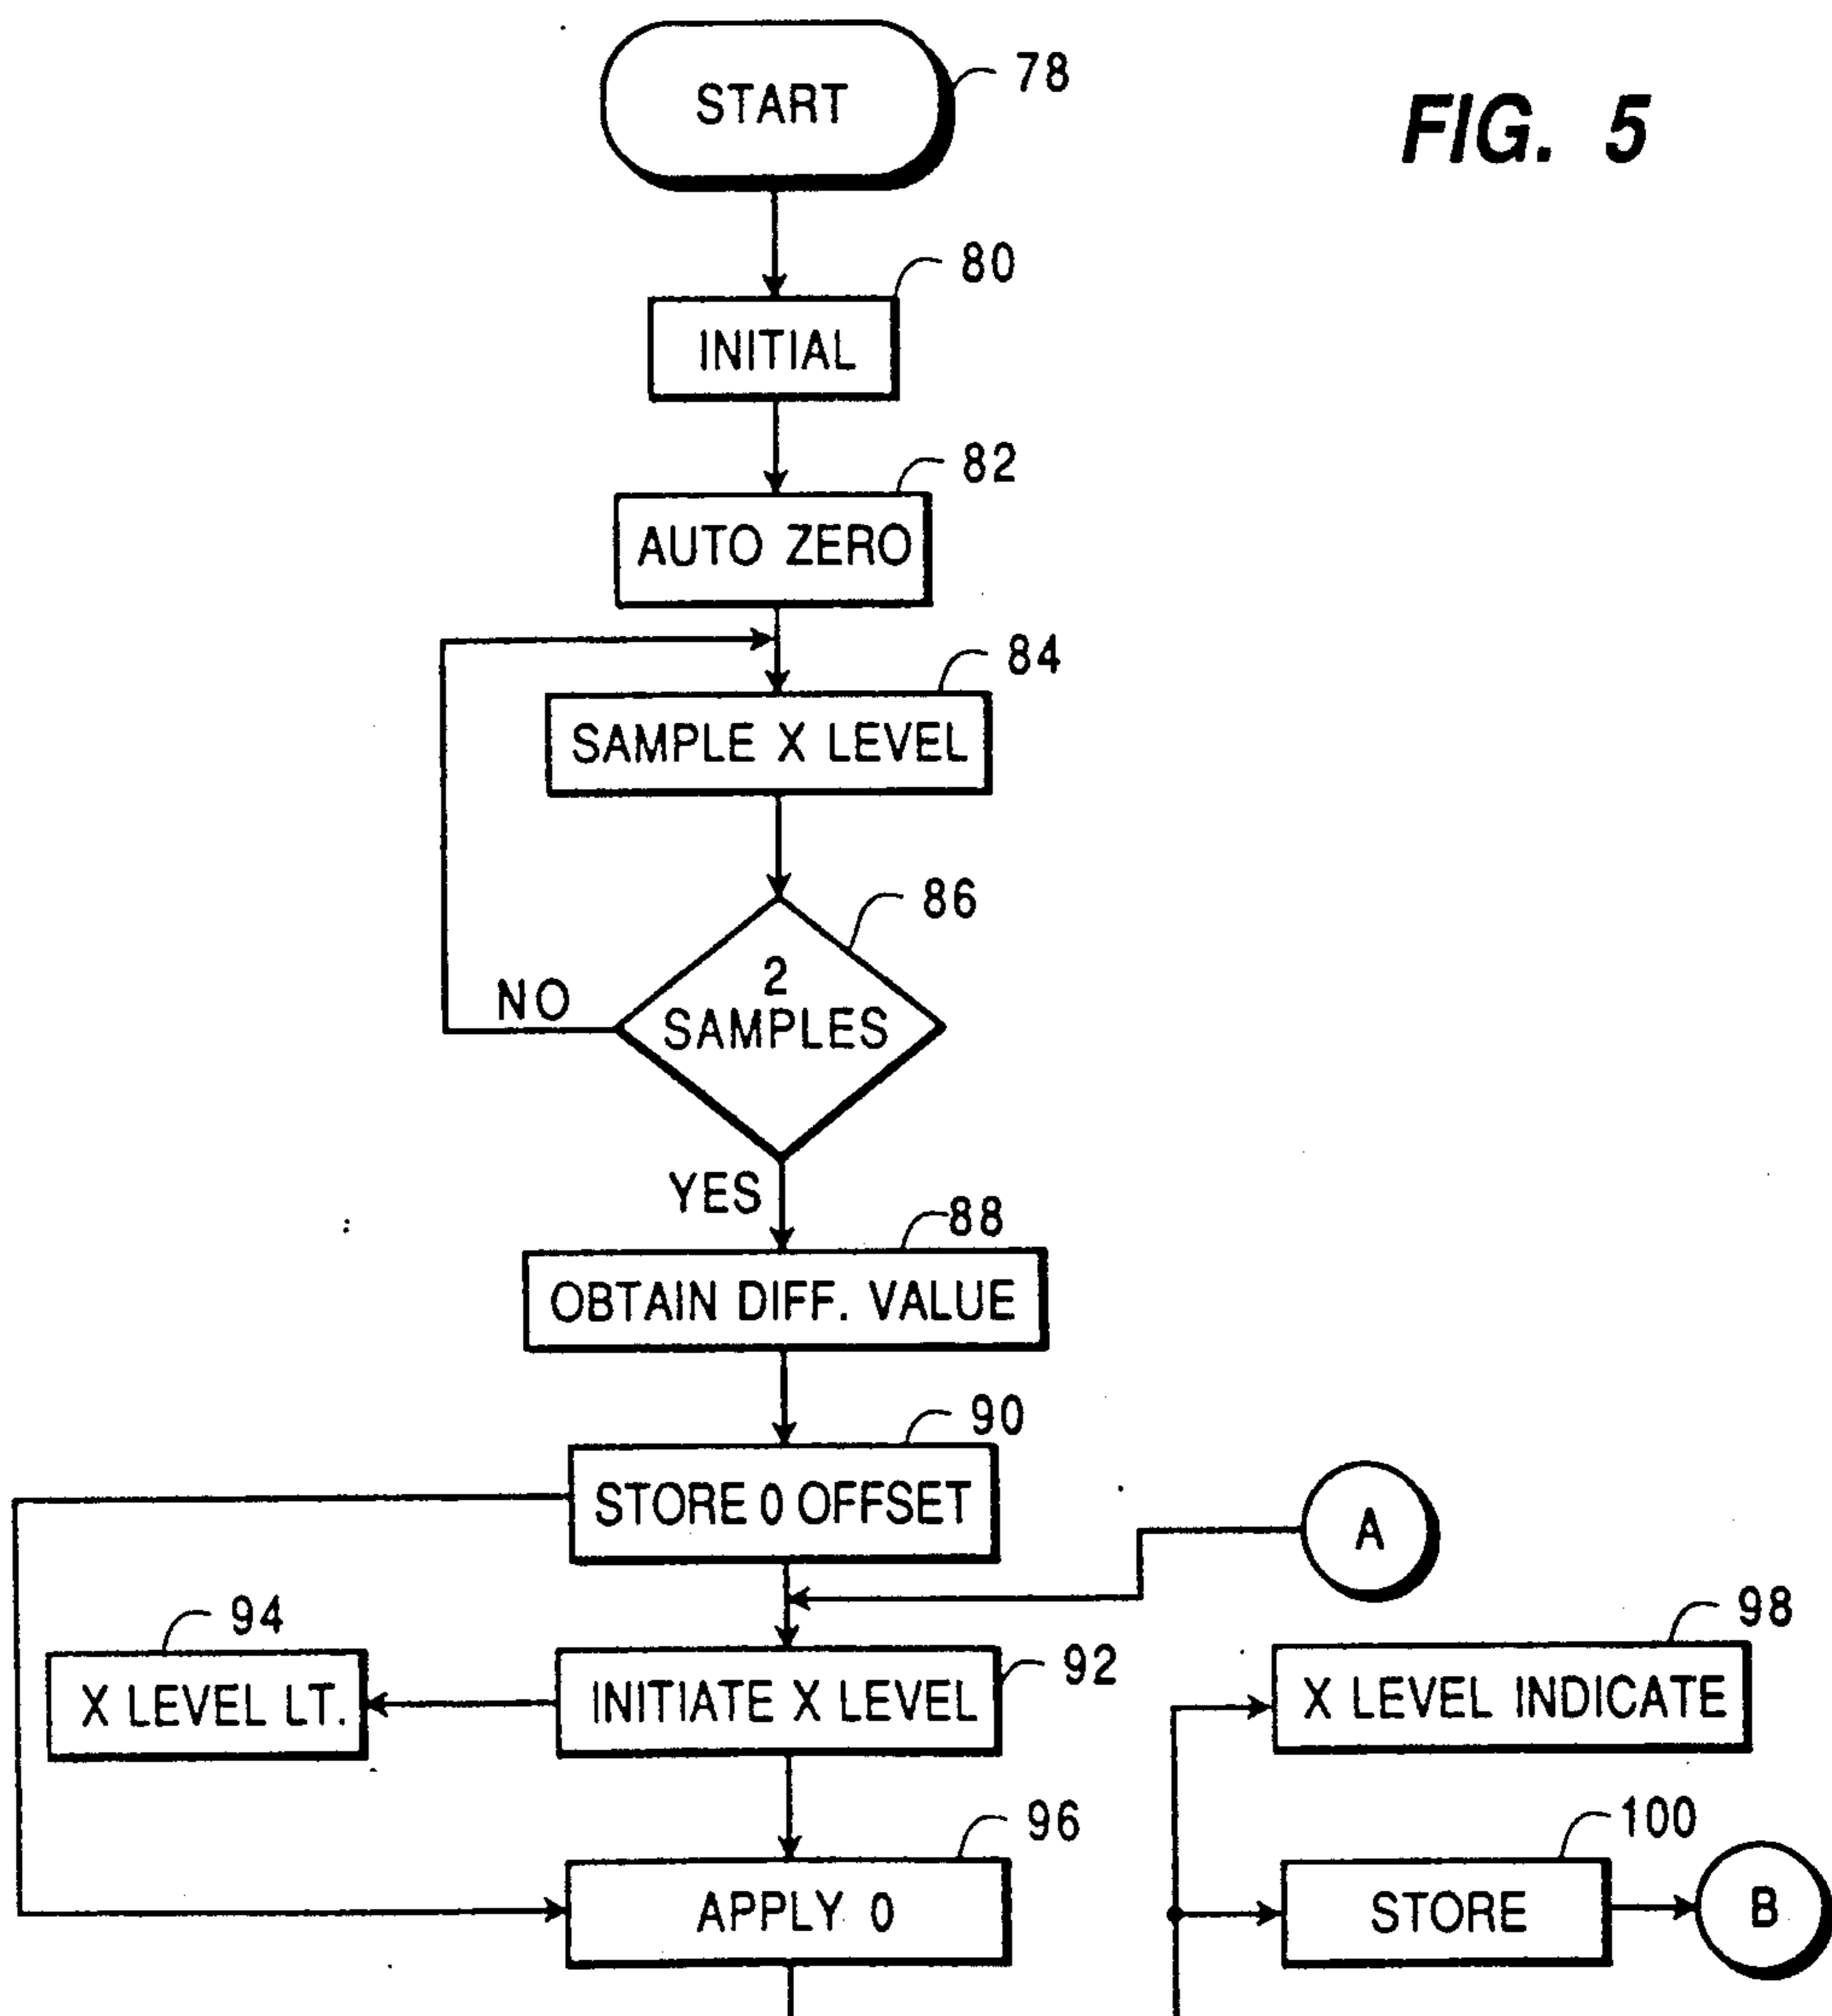 START
78
FIG. 5
80
INITIAL
82
AUTO ZERO
84
SAMPLE X LEVEL
86
2
SAMPLES
NO
YES
88
OBTAIN DIFF. VALUE
90
STORE 0 OFFSET
A
94
X LEVEL LT.
92
INITIATE X LEVEL
98
X LEVEL INDICATE
96
APPLY 0
100
STORE
B